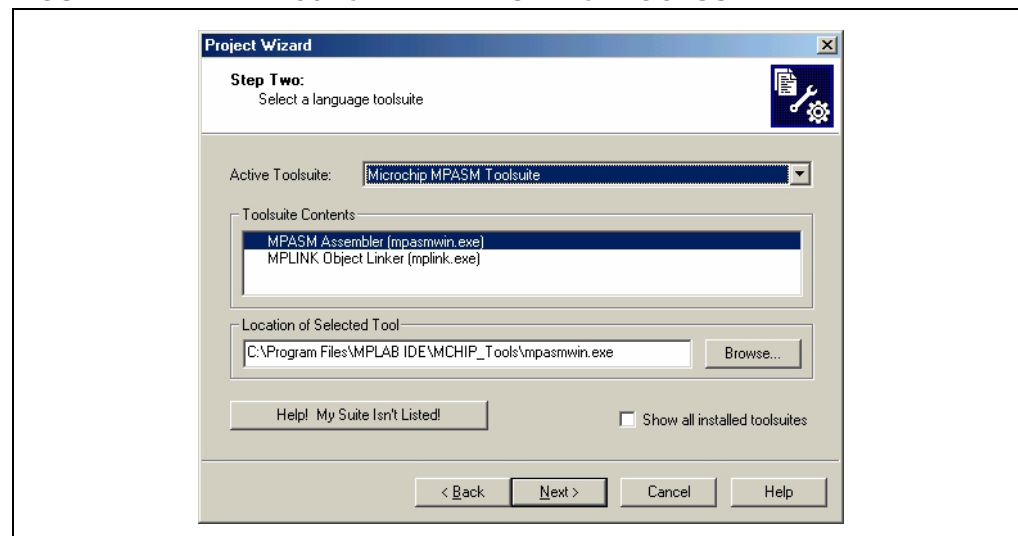 Project Wizard
Step Two:
Select a language toolsuite
Active Toolsuite: Microchip MPASM Toolsuite
Toolsuite Contents
MPASM Assembler (mpasmwin.exe)
MPLINK Object Linker (mplink.exe)
Location of Selected Tool
C:\Program Files\MPLAB IDE\MCHIP_Tools\mpasmwin.exe Browse...
Help! My Suite Isn't Listed! Show all installed toolsuites
< Back Next > Cancel Help